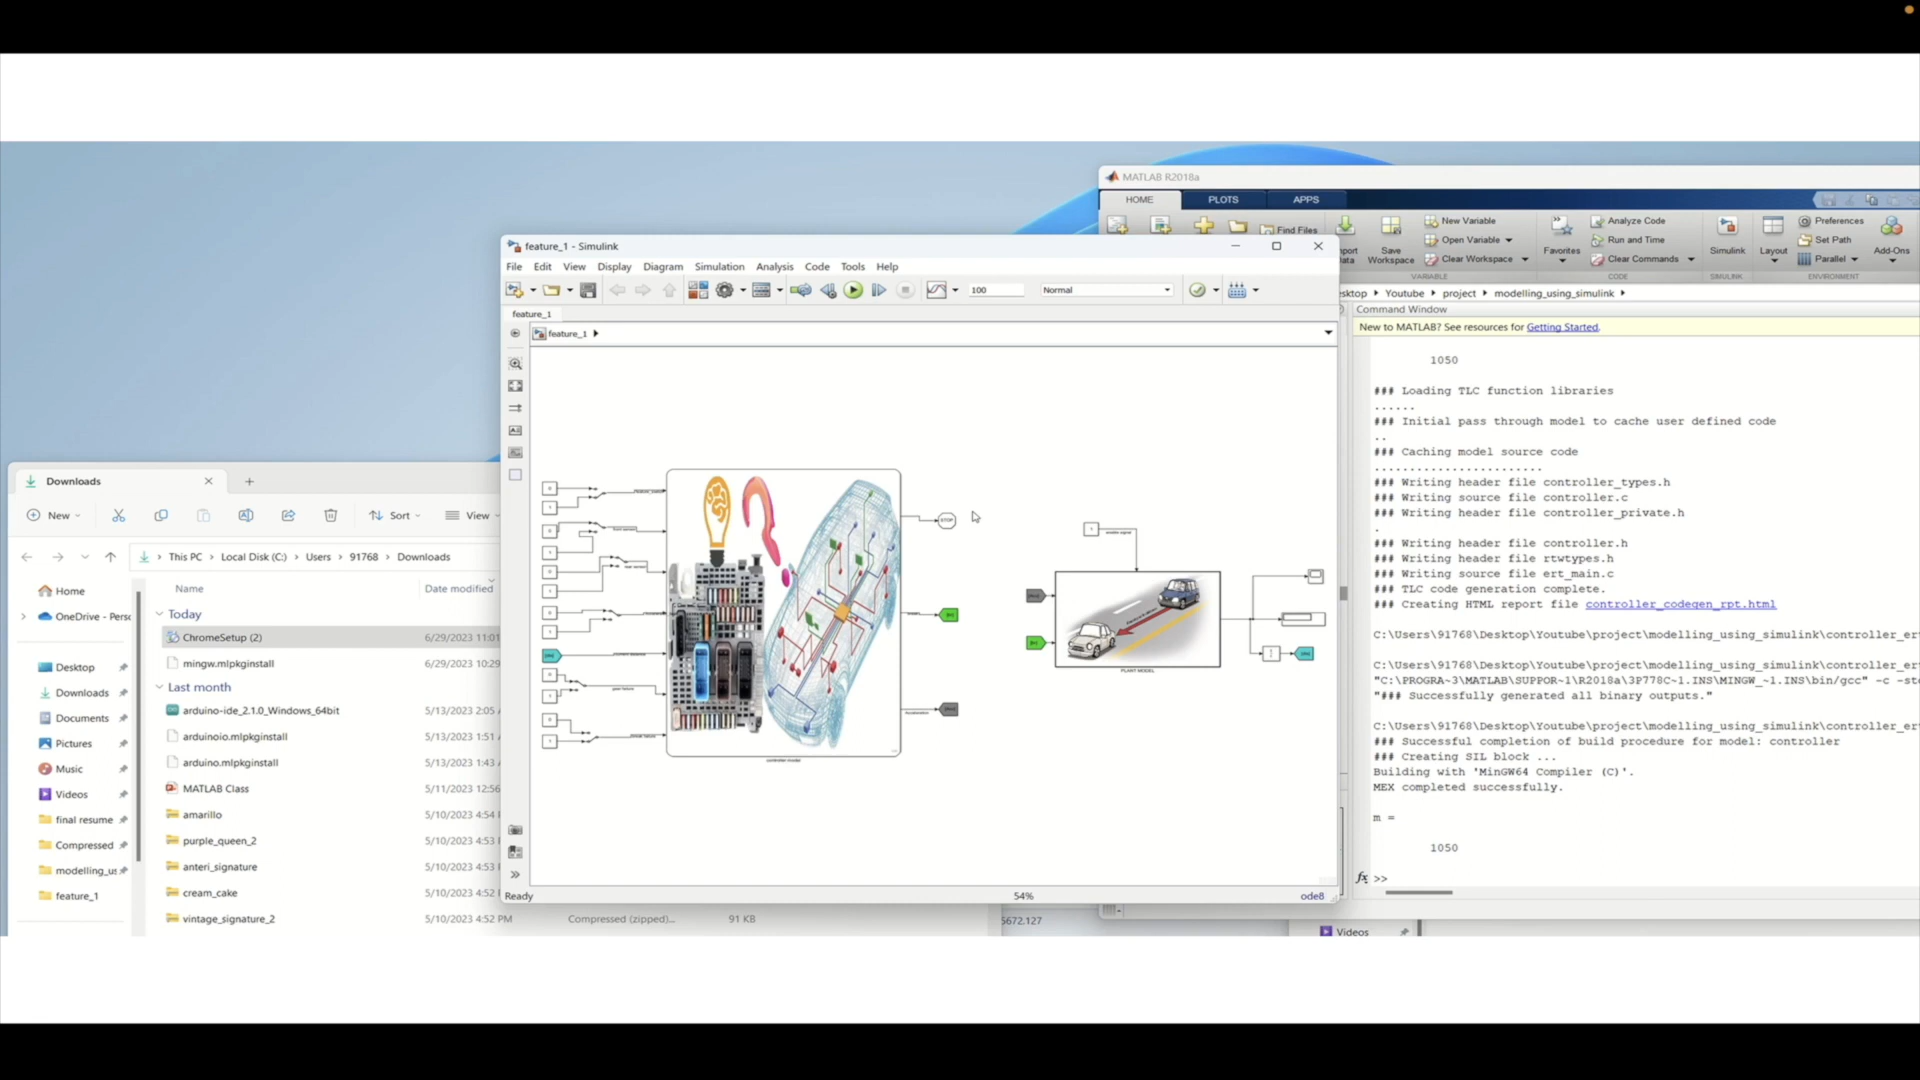 MATLAB R2018a
HOME
PLOTS
APPS
Find Files
Save
Workspace
New Variable
Open Variable
Clear Workspace
Favorites
Analyze Code
Run and Time
Clear Commands
Simulink
Layout
Preferences
Set Path
Parallel
Add-Ons
VARIABLE
CODE
SIMULINK
ENVIRONMENT
Youtube
project
modelling_using_simulink
Command Window
New to MATLAB? See resources for Getting Started.
1050
### Loading TLC function libraries
......
### Initial pass through model to cache user defined code
..
### Caching model source code
........................
### Writing header file controller_types.h
### Writing source file controller.c
### Writing header file controller_private.h
.
### Writing header file controller.h
### Writing header file rtwtypes.h
### Writing source file ert_main.c
### TLC code generation complete.
### Creating HTML report file controller_codegen_rpt.html
C:\Users\91768\Desktop\Youtube\project\modelling_using_simulink\controller_er
C:\Users\91768\Desktop\Youtube\project\modelling_using_simulink\controller_er
"C:\PROGRA~3\MATLAB\SUPPOR~1\R2018a\3P778C~1.INS\MINGW_~1.INS\bin/gcc" -c
"### Successfully generated all binary outputs."
C:\Users\91768\Desktop\Youtube\project\modelling_using_simulink\controller_er
### Successful completion of build procedure for model: controller
### Creating SIL block ...
Building with 'MinGW64 Compiler (C)'.
MEX completed successfully.
m =
1050
fx >>
Videos
feature_1 - Simulink
File Edit View Display Diagram Simulation Analysis Code Tools Help
100
Normal
feature_1
feature_1
STOP
controller model
PLANT MODEL
Ready
54%
ode8
Downloads
New
Sort
View
This PC
Local Disk (C:)
Users
91768
Downloads
Name
Date modified
Home
OneDrive - Perso
Desktop
Downloads
Documents
Pictures
Music
Videos
final resume
Compressed
feature_1
Today
ChromeSetup (2) 6/29/2023 11:01
mingw.mlpkginstall 6/29/2023 10:29
Last month
arduino-ide_2.1.0_Windows_64bit 5/13/2023 2:05
arduinoio.mlpkginstall 5/13/2023 1:51
arduino.mlpkginstall 5/13/2023 1:43
MATLAB Class 5/11/2023 12:56
amarillo 5/10/2023 4:54
purple_queen_2 5/10/2023 4:53
anteri_signature 5/10/2023 4:53
cream_cake 5/10/2023 4:52
vintage_signature_2 5/10/2023 4:52 PM Compressed (zipped)... 91 KB
5672.127